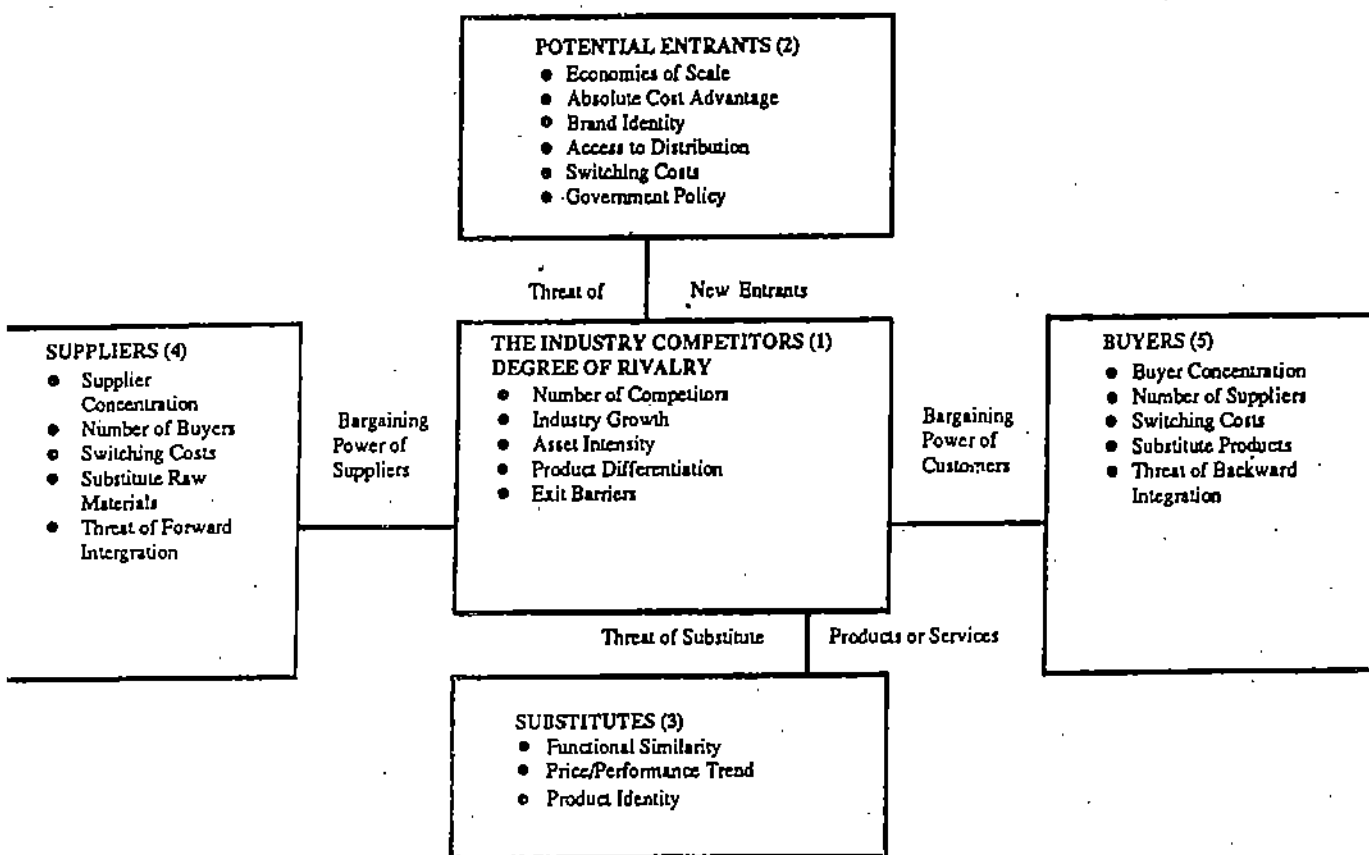 POTENTIAL ENTRANTS (2)
● Economies of Scale
● Absolute Cost Advantage
● Brand Identity
● Access to Distribution
● Switching Costs
● Government Policy
Threat of New Entrants
SUPPLIERS (4)
● Supplier
Concentration
● Number of Buyers
● Switching Costs
● Substitute Raw
Materials
● Threat of Forward
Intergration
Bargaining
Power of
Suppliers
THE INDUSTRY COMPETITORS (1)
DEGREE OF RIVALRY
● Number of Competitors
● Industry Growth
● Asset Intensity
● Product Differentiation
● Exit Barriers
Bargaining
Power of
Customers
BUYERS (5)
● Buyer Concentration
● Number of Suppliers
● Switching Costs
● Substitute Products
● Threat of Backward
Integration
Threat of Substitute Products or Services
SUBSTITUTES (3)
● Functional Similarity
● Price/Performance Trend
● Product Identity